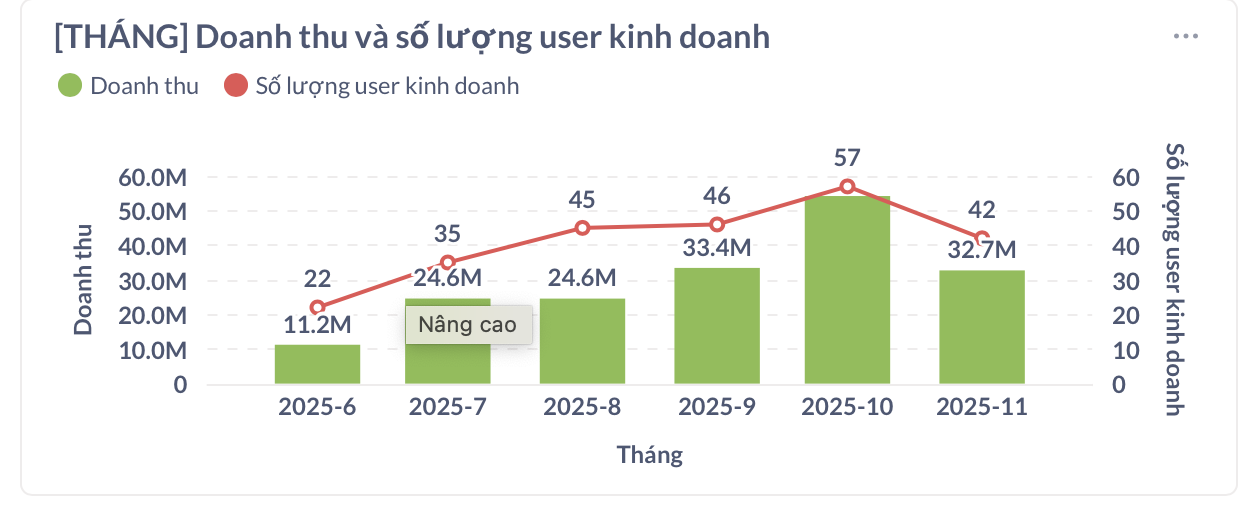 [THÁNG] Doanh thu và số lượng user kinh doanh
Doanh thu
Số lượng user kinh doanh
Doanh thu
60.0M
50.0M
40.0M
30.0M
20.0M
10.0M
0
22
35
45
46
57
42
11.2M
24.6M
24.6M
33.4M
32.7M
Nâng cao
60
50
40
30
20
10
0
Số lượng user kinh doanh
2025-6
2025-7
2025-8
2025-9
2025-10
2025-11
Tháng